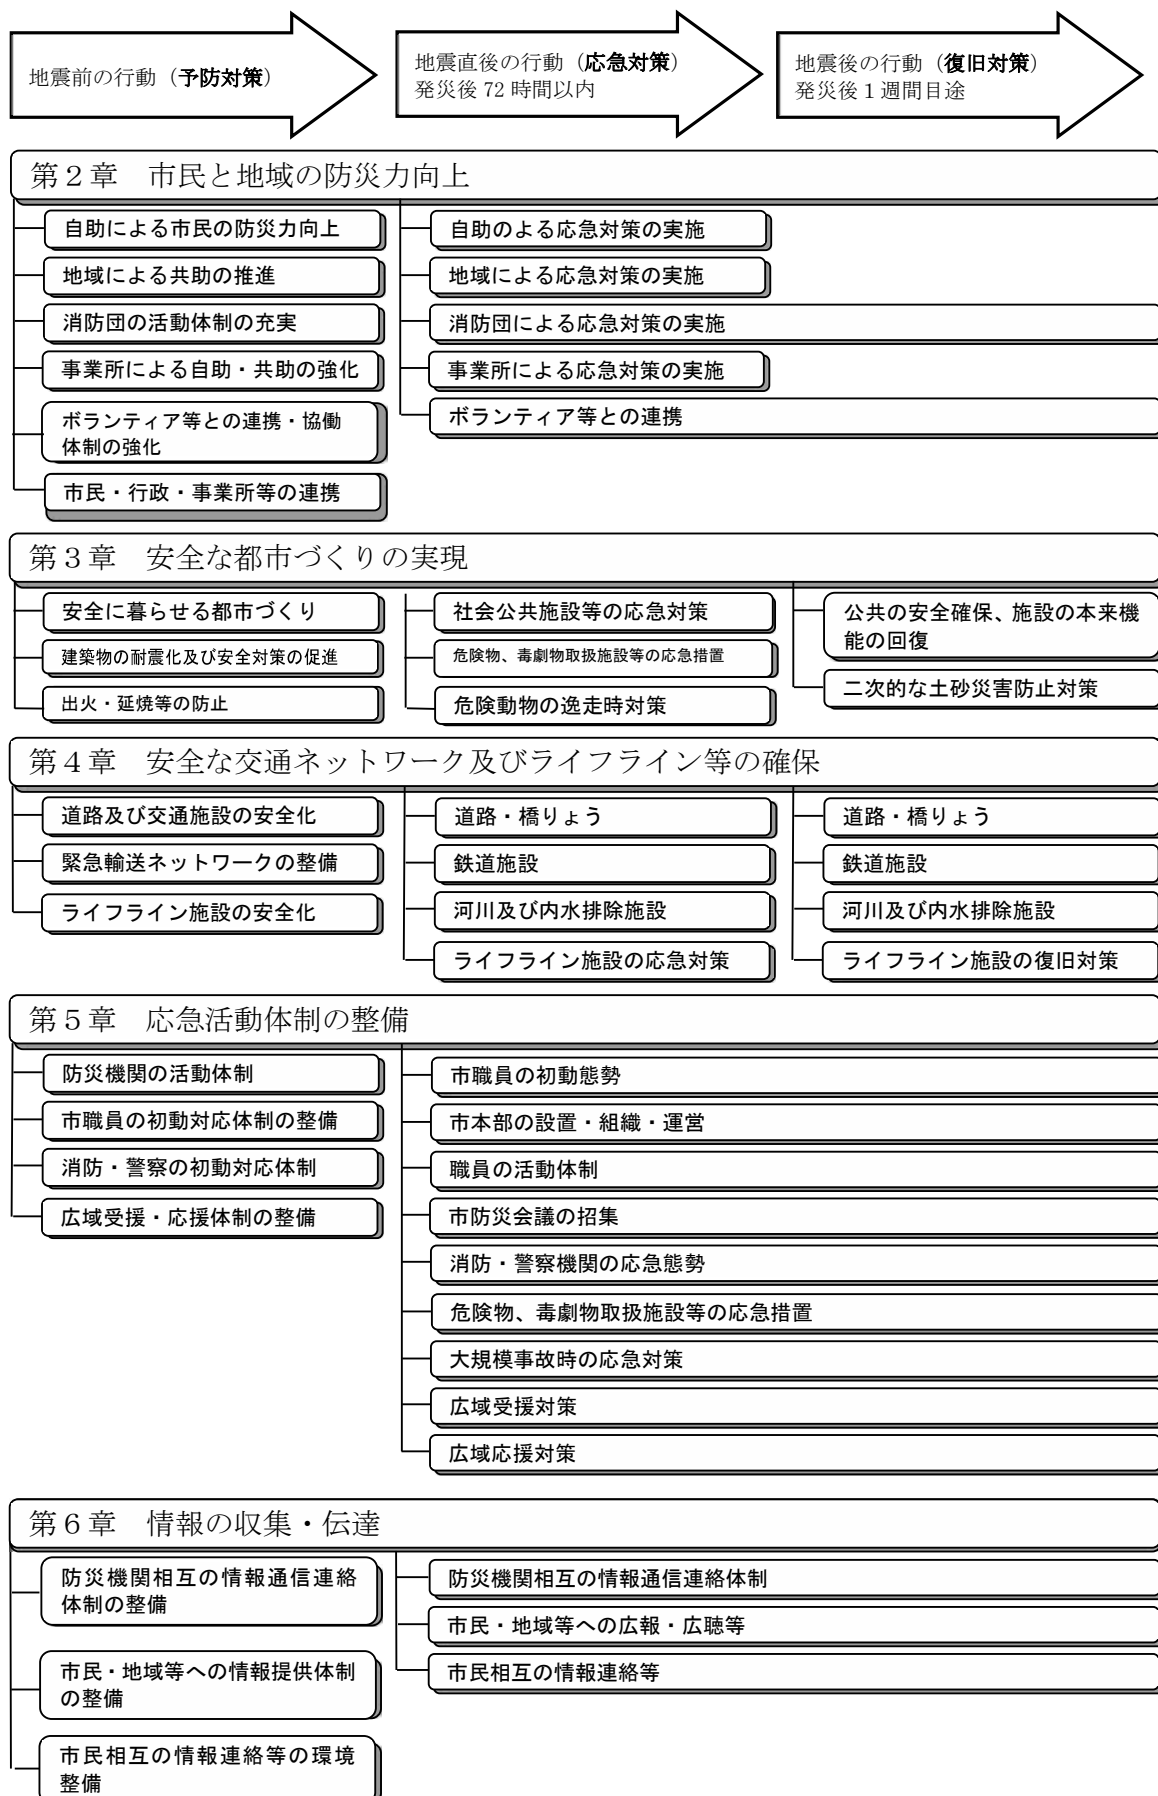 地震前の行動（予防対策）
地震直後の行動（応急対策）
発災後 72 時間以内
地震後の行動（復旧対策）
発災後 1 週間目途
第２章　市民と地域の防災力向上
自助による市民の防災力向上
地域による共助の推進
消防団の活動体制の充実
事業所による自助・共助の強化
ボランティア等との連携・協働
体制の強化
市民・行政・事業所等の連携
自助のよる応急対策の実施
地域による応急対策の実施
消防団による応急対策の実施
事業所による応急対策の実施
ボランティア等との連携
第３章　安全な都市づくりの実現
安全に暮らせる都市づくり
建築物の耐震化及び安全対策の促進
出火・延焼等の防止
社会公共施設等の応急対策
危険物、毒劇物取扱施設等の応急措置
危険動物の逸走時対策
公共の安全確保、施設の本来機
能の回復
二次的な土砂災害防止対策
第４章　安全な交通ネットワーク及びライフライン等の確保
道路及び交通施設の安全化
緊急輸送ネットワークの整備
ライフライン施設の安全化
道路・橋りょう
鉄道施設
河川及び内水排除施設
ライフライン施設の応急対策
道路・橋りょう
鉄道施設
河川及び内水排除施設
ライフライン施設の復旧対策
第５章　応急活動体制の整備
防災機関の活動体制
市職員の初動対応体制の整備
消防・警察の初動対応体制
広域受援・応援体制の整備
市職員の初動態勢
市本部の設置・組織・運営
職員の活動体制
市防災会議の招集
消防・警察機関の応急態勢
危険物、毒劇物取扱施設等の応急措置
大規模事故時の応急対策
広域受援対策
広域応援対策
第６章　情報の収集・伝達
防災機関相互の情報通信連絡
体制の整備
市民・地域等への情報提供体制
の整備
市民相互の情報連絡等の環境
整備
防災機関相互の情報通信連絡体制
市民・地域等への広報・広聴等
市民相互の情報連絡等